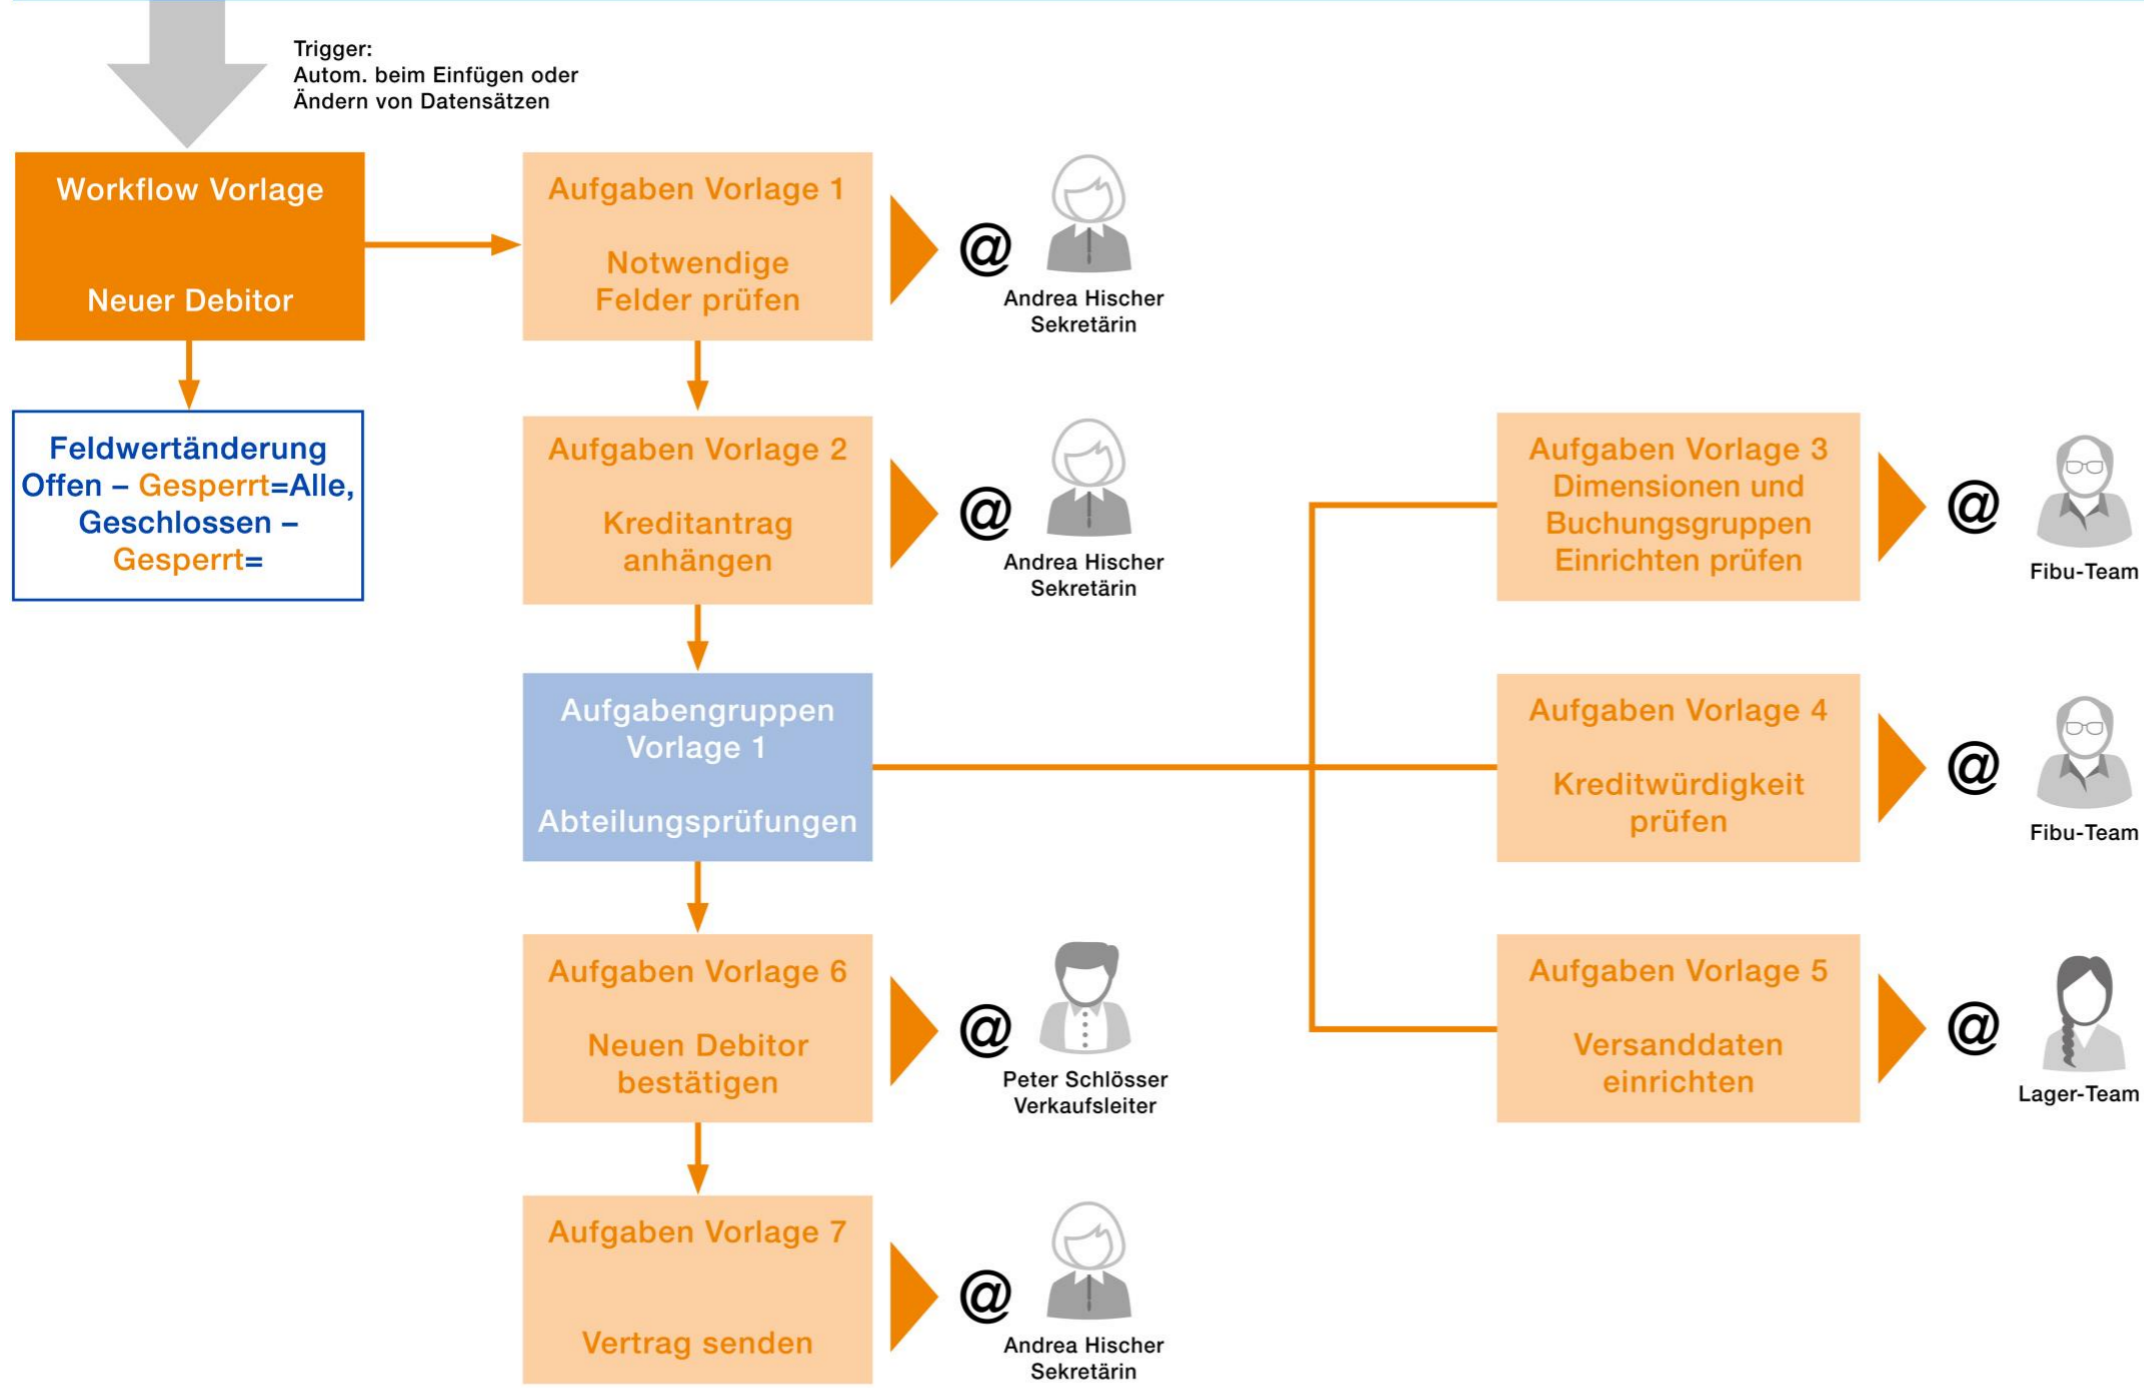 Trigger:
Autom. beim Einfügen oder
Ändern von Datensätzen
Workflow Vorlage
Neuer Debitor
Feldwertänderung
Offen – Gesperrt=Alle,
Geschlossen –
Gesperrt=
Aufgaben Vorlage 1
Notwendige
Felder prüfen
@
Andrea Hischer
Sekretärin
Aufgaben Vorlage 2
Kreditantrag
anhängen
@
Andrea Hischer
Sekretärin
Aufgabengruppen
Vorlage 1
Abteilungsprüfungen
Aufgaben Vorlage 3
Dimensionen und
Buchungsgruppen
Einrichten prüfen
@
Fibu-Team
Aufgaben Vorlage 4
Kreditwürdigkeit
prüfen
@
Fibu-Team
Aufgaben Vorlage 5
Versanddaten
einrichten
@
Lager-Team
Aufgaben Vorlage 6
Neuen Debitor
bestätigen
@
Peter Schlösser
Verkaufsleiter
Aufgaben Vorlage 7
Vertrag senden
@
Andrea Hischer
Sekretärin